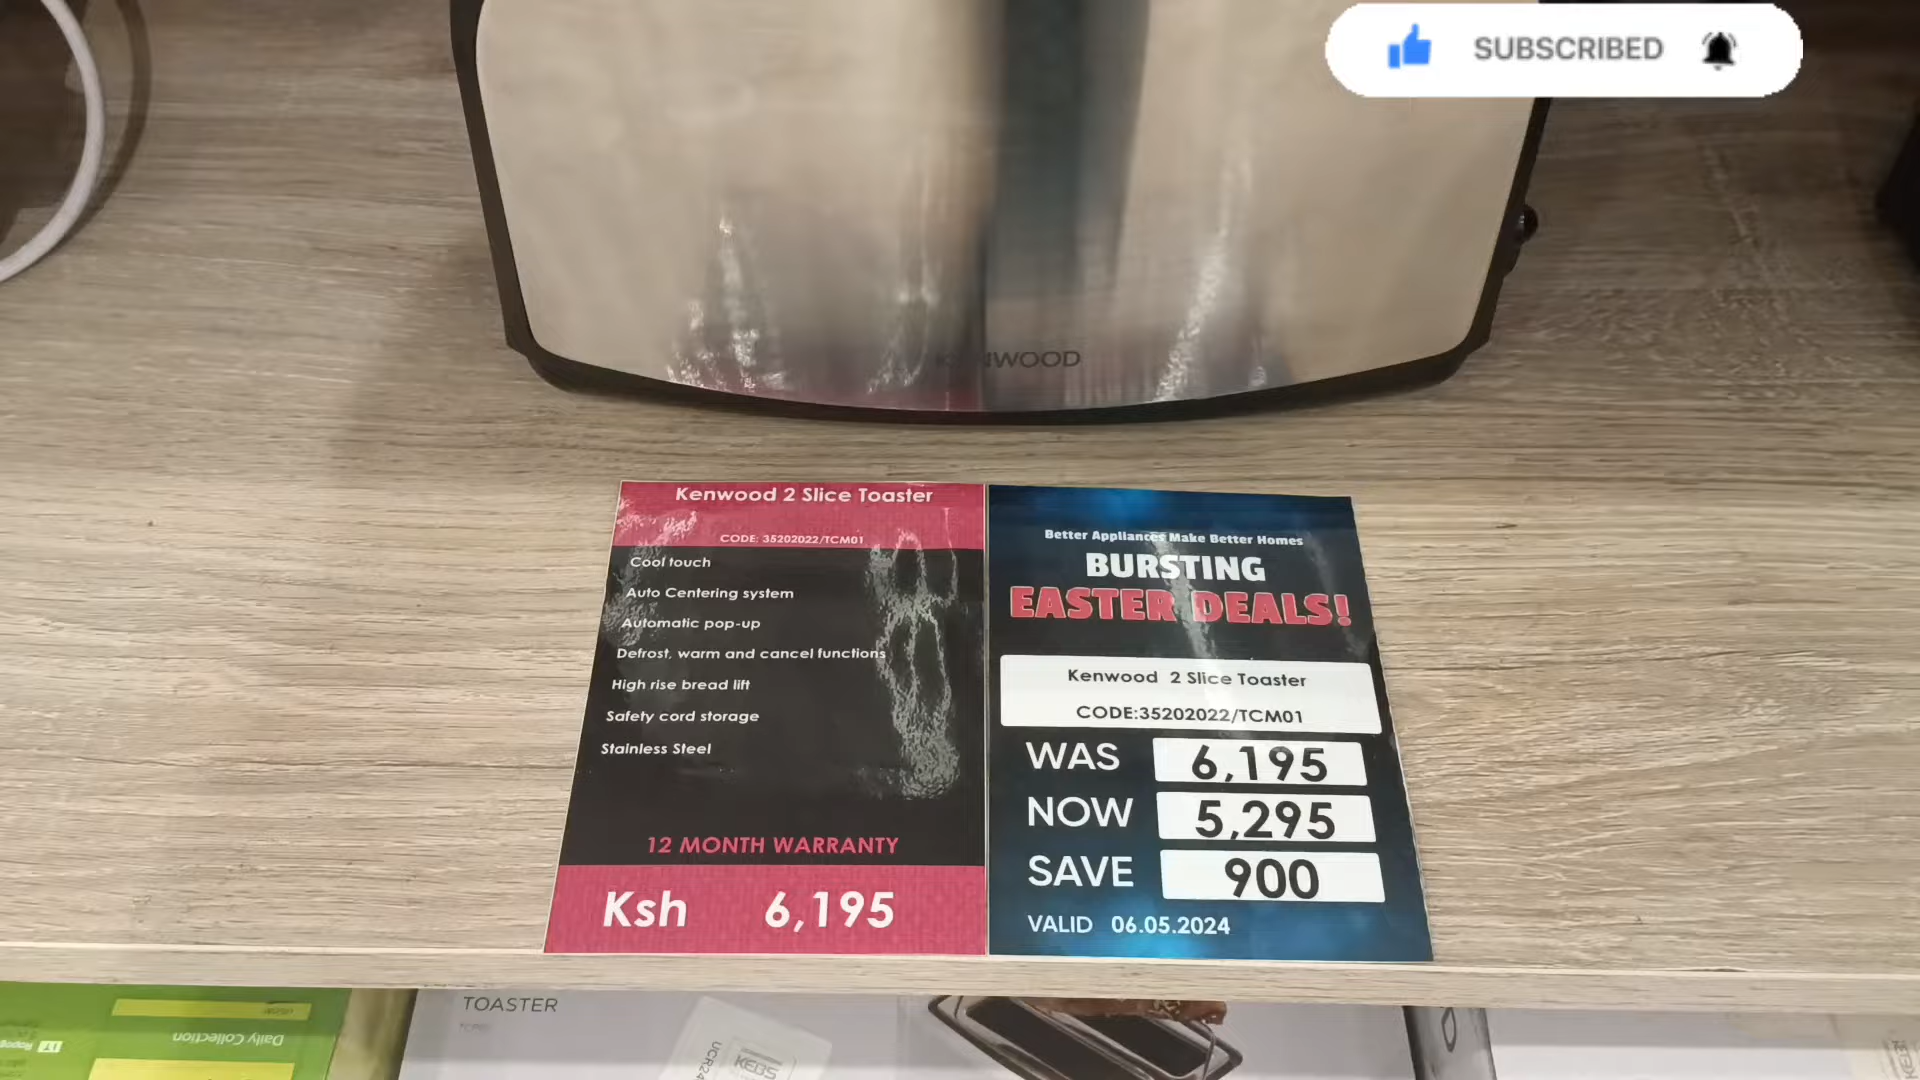 SUBSCRIBED
KENWOOD
Kenwood 2 Slice Toaster
CODE: 35202022/TCM01
Cool touch
Auto Centering system
Automatic pop-up
Defrost, warm and cancel functions
High rise bread lift
Safety cord storage
Stainless Steel
12 MONTH WARRANTY
Ksh 6,195
Better Appliances Make Better Homes
BURSTING
EASTER DEALS!
Kenwood 2 Slice Toaster
CODE:35202022/TCM01
WAS 6,195
NOW 5,295
SAVE 900
VALID 06.05.2024
TOASTER
Daily Collection
IT
KEBS